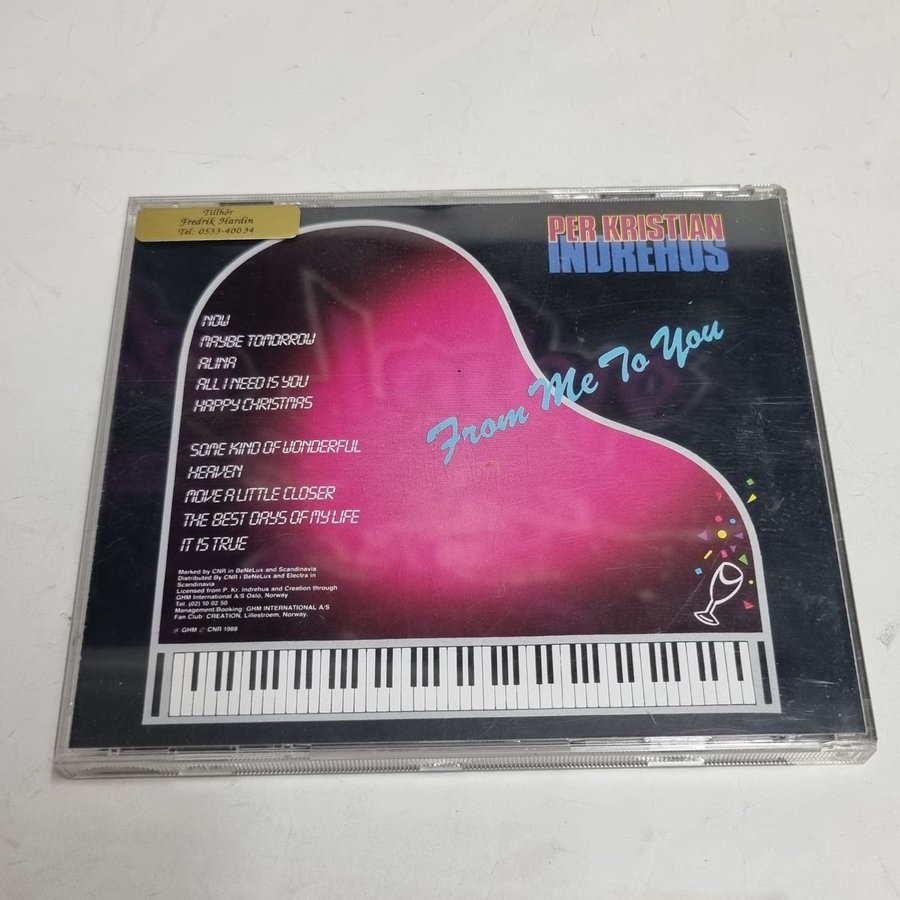 Tillhör
Fredrik Hardin
Tel: 0533-40034
PER KRISTIAN
INDREHUS
From Me To You
NOW
MAYBE TOMORROW
ALINA
ALL I NEED IS YOU
HAPPY CHRISTMAS
SOME KIND OF WONDERFUL
HEAVEN
MOVE A LITTLE CLOSER
THE BEST DAYS OF MY LIFE
IT IS TRUE
Marked by CNR in BeNeLux and Scandinavia
Distributed By CNR i BeNeLux and Electra in
Scandinavia
Licensed from P. Kr. Indrehus and Creation through
GHM International A/S Oslo, Norway
Tel. (02) 10 02 50
Management/Booking: GHM INTERNATIONAL A/S
Fan Club: CREATION, Lillestroem, Norway.
℗ GHM © CNR 1988